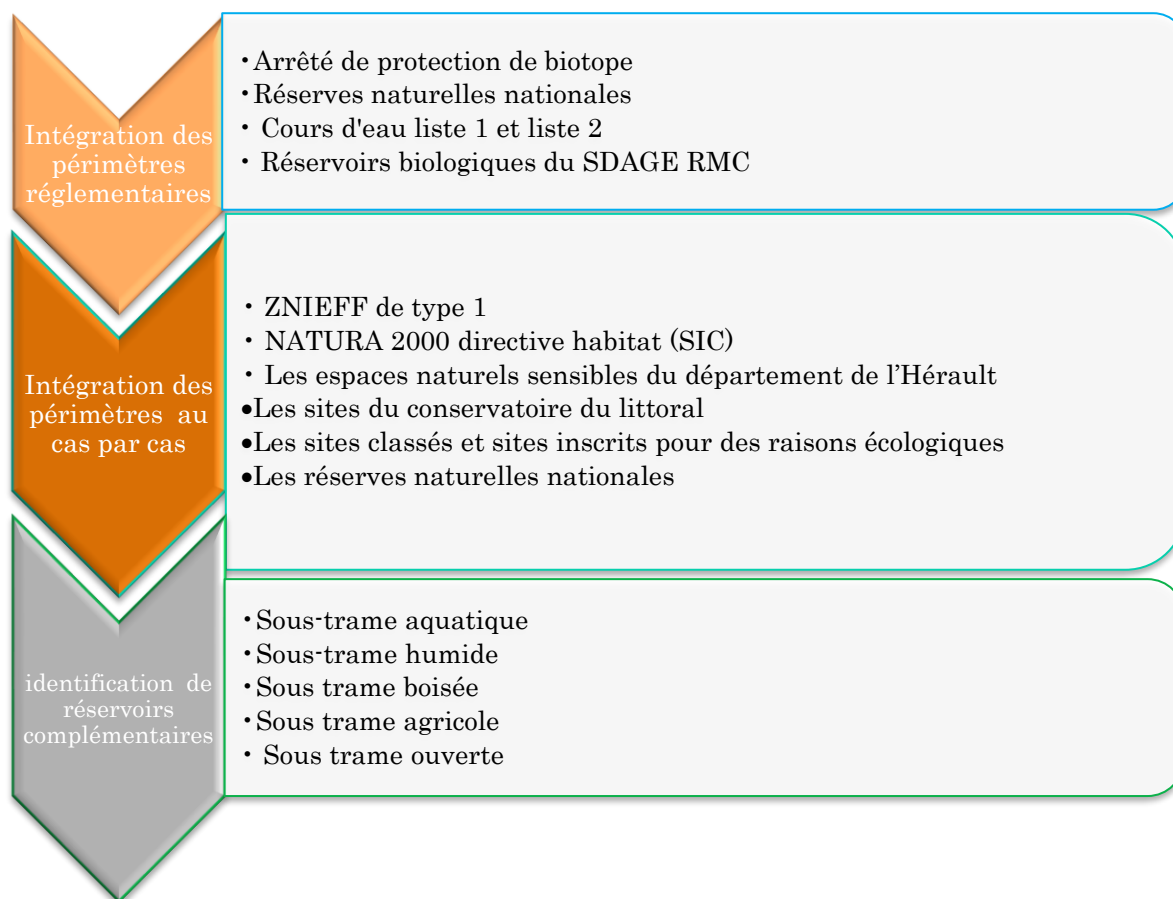 Intégration des
périmètres
réglementaires
· Arrêté de protection de biotope
· Réserves naturelles nationales
· Cours d'eau liste 1 et liste 2
· Réservoirs biologiques du SDAGE RMC
Intégration des
périmètres au
cas par cas
· ZNIEFF de type 1
· NATURA 2000 directive habitat (SIC)
· Les espaces naturels sensibles du département de l’Hérault
•Les sites du conservatoire du littoral
•Les sites classés et sites inscrits pour des raisons écologiques
•Les réserves naturelles nationales
identification de
réservoirs
complémentaires
· Sous-trame aquatique
· Sous-trame humide
· Sous trame boisée
· Sous trame agricole
· Sous trame ouverte